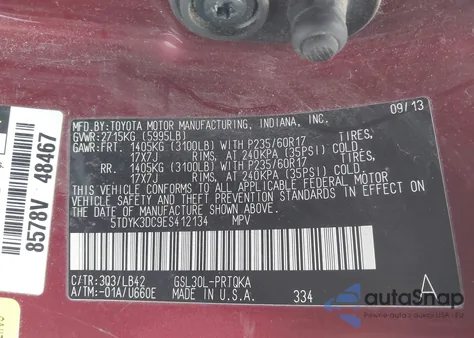 09/13
MFD.BY:TOYOTA MOTOR MANUFACTURING, INDIANA, INC.
GVWR:2715KG (5995LB)
GAWR:FRT. 1405KG (3100LB) WITH P235/60R17 TIRES,
17X7J RIMS, AT 240KPA (35PSI) COLD.
RR. 1405KG (3100LB) WITH P235/60R17 TIRES,
17X7J RIMS, AT 240KPA (35PSI) COLD.
THIS VEHICLE CONFORMS TO ALL APPLICABLE FEDERAL MOTOR
VEHICLE SAFETY AND THEFT PREVENTION STANDARDS IN
EFFECT ON THE DATE OF MANUFACTURE SHOWN ABOVE.
5TDYK3DC9ES412134 MPV
C/TR:3Q3/LB42 GSL30L-PRTQKA
A/TM:-01A/U660E MADE IN U.S.A. 334 A
8578V 48467
autoSnap